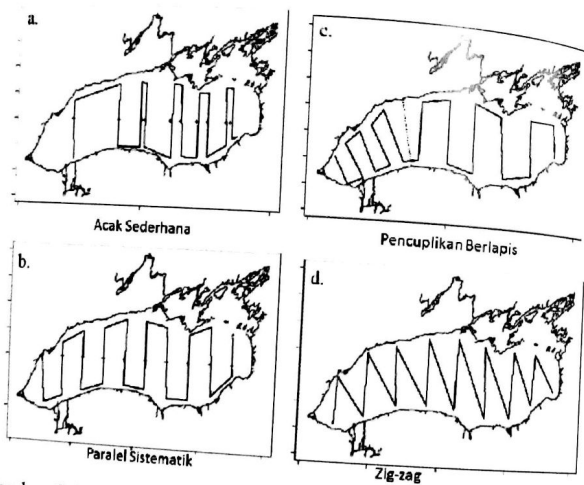 a.
Acak Sederhana
c.
Pencuplikan Berlapis
b.
Paralel Sistematik
d.
Zig-zag